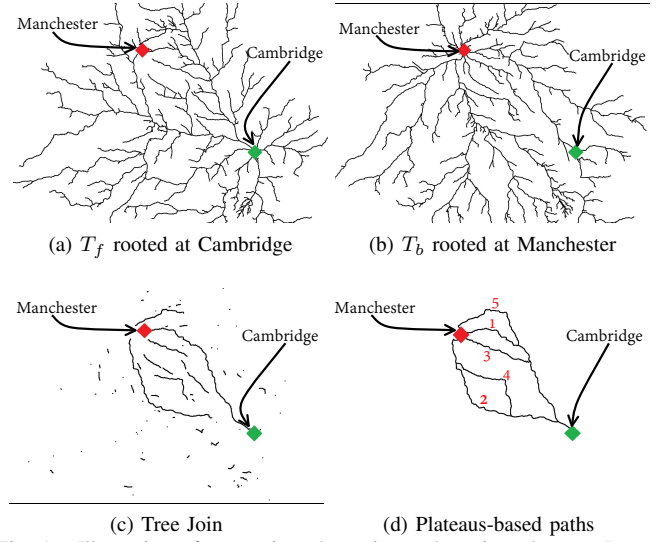 Manchester
Cambridge
Manchester
Cambridge
(a) T_f rooted at Cambridge
(b) T_b rooted at Manchester
Manchester
Cambridge
Manchester
Cambridge
5
1
3
4
2
(c) Tree Join
(d) Plateaus-based paths